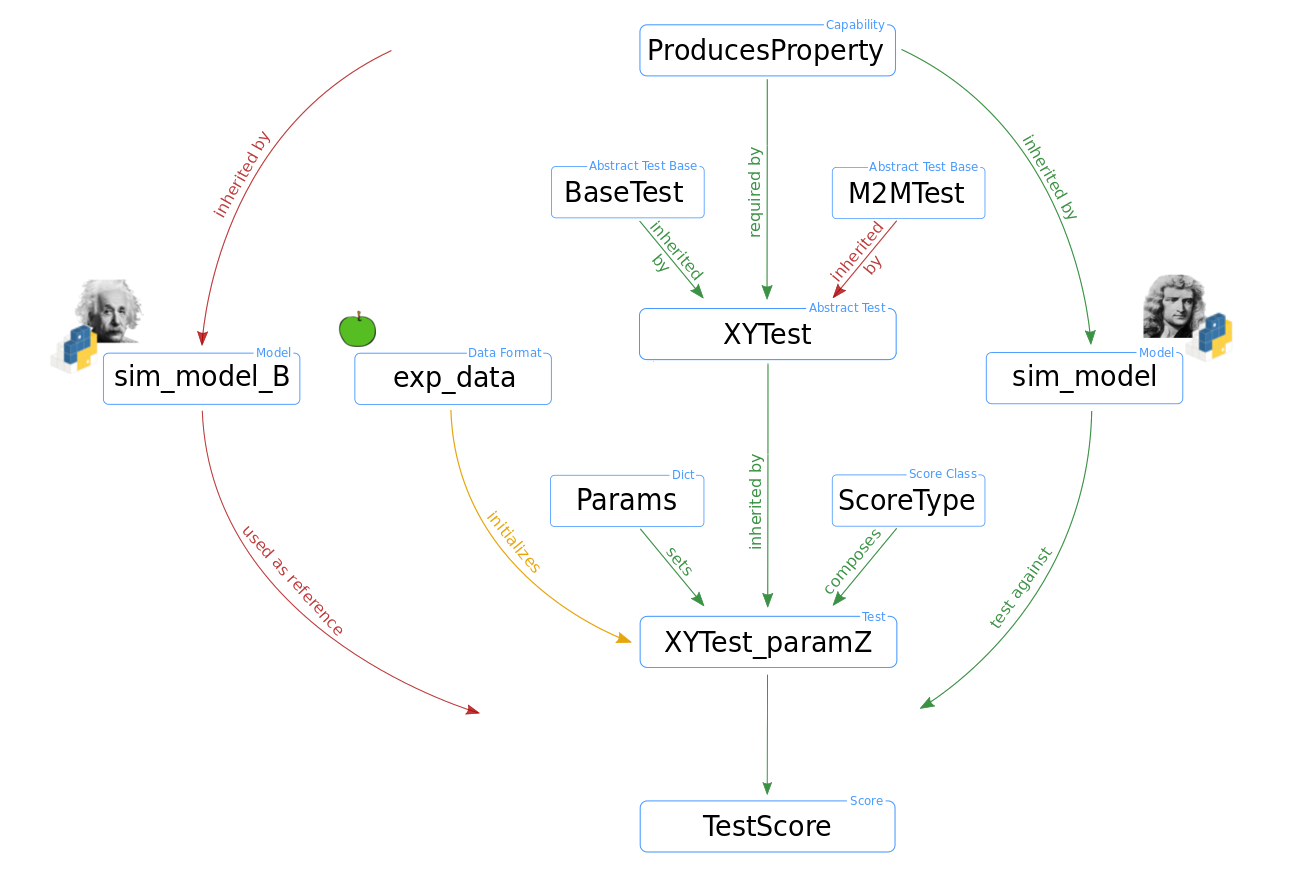 Capability
ProducesProperty
inherited by
required by
inherited by
Abstract Test Base
BaseTest
Abstract Test Base
M2MTest
inherited
by
inherited
by
Abstract Test
XYTest
Model
sim_model_B
Data Format
exp_data
Model
sim_model
Dict
Params
inherited by
Score Class
ScoreType
used as reference
initializes
sets
composes
test against
Test
XYTest_paramZ
Score
TestScore